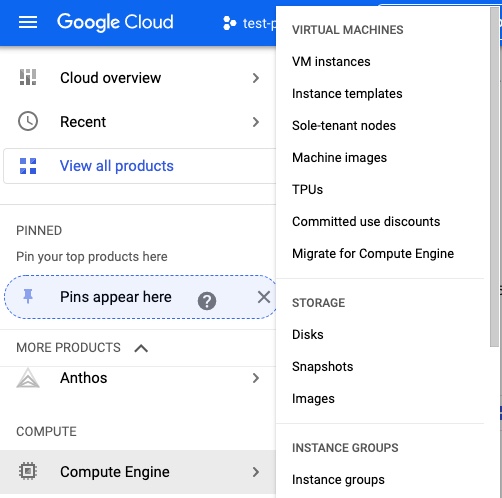 Google Cloud
test-p
Cloud overview
Recent
View all products
PINNED
Pin your top products here
Pins appear here
MORE PRODUCTS
Anthos
COMPUTE
Compute Engine
VIRTUAL MACHINES
VM instances
Instance templates
Sole-tenant nodes
Machine images
TPUs
Committed use discounts
Migrate for Compute Engine
STORAGE
Disks
Snapshots
Images
INSTANCE GROUPS
Instance groups